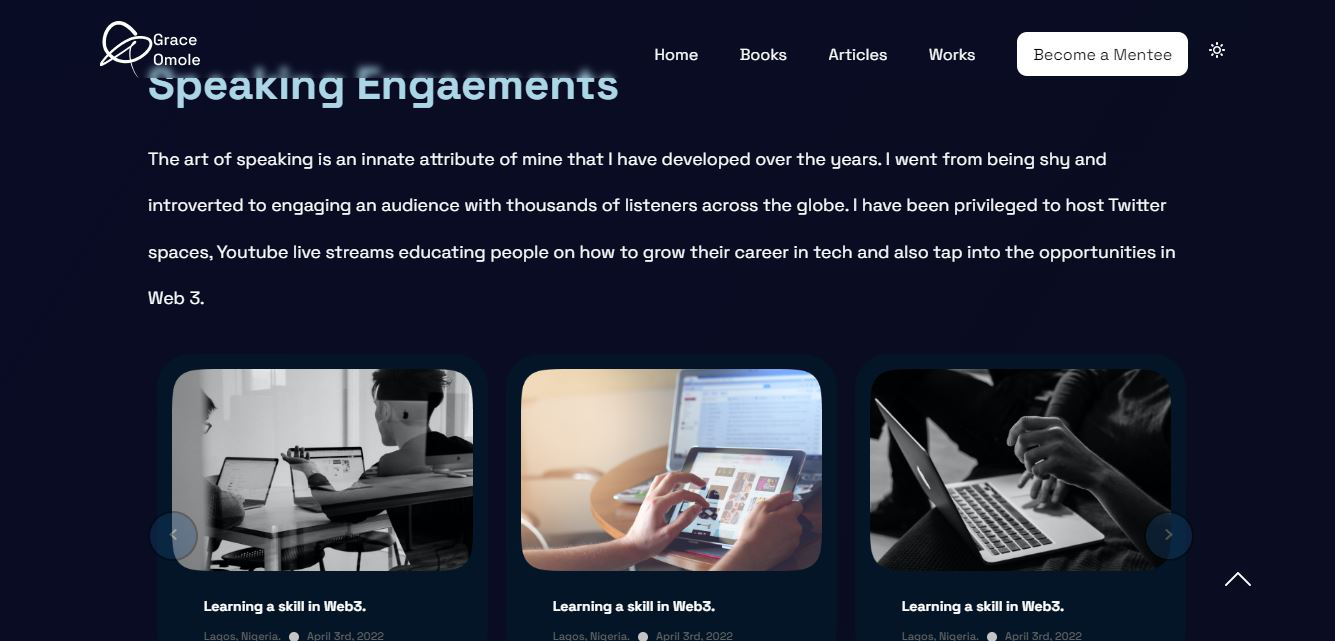 Grace
Omole
Home Books Articles Works Become a Mentee
Speaking Engaements
The art of speaking is an innate attribute of mine that I have developed over the years. I went from being shy and
introverted to engaging an audience with thousands of listeners across the globe. I have been privileged to host Twitter
spaces, Youtube live streams educating people on how to grow their career in tech and also tap into the opportunities in
Web 3.
Learning a skill in Web3. Learning a skill in Web3. Learning a skill in Web3.
Lagos, Nigeria. April 3rd, 2022 Lagos, Nigeria. April 3rd, 2022 Lagos, Nigeria. April 3rd, 2022